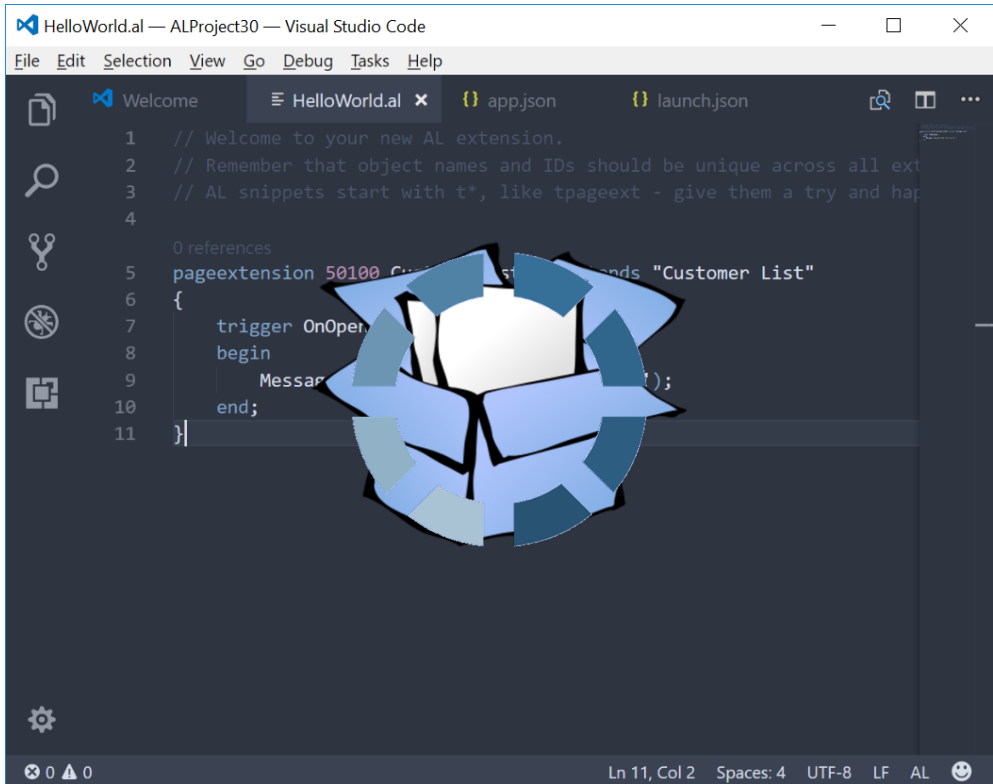 HelloWorld.al — ALProject30 — Visual Studio Code
File Edit Selection View Go Debug Tasks Help
Welcome HelloWorld.al app.json launch.json
1 // Welcome to your new AL extension.
2 // Remember that object names and IDs should be unique across all ext
3 // AL snippets start with t*, like tpageext - give them a try and hap
4
0 references
5 pageextension 50100 "Customer List"
6 {
7 trigger
8 begin
9 );
10 end;
11 }
0 0 Ln 11, Col 2 Spaces: 4 UTF-8 LF AL